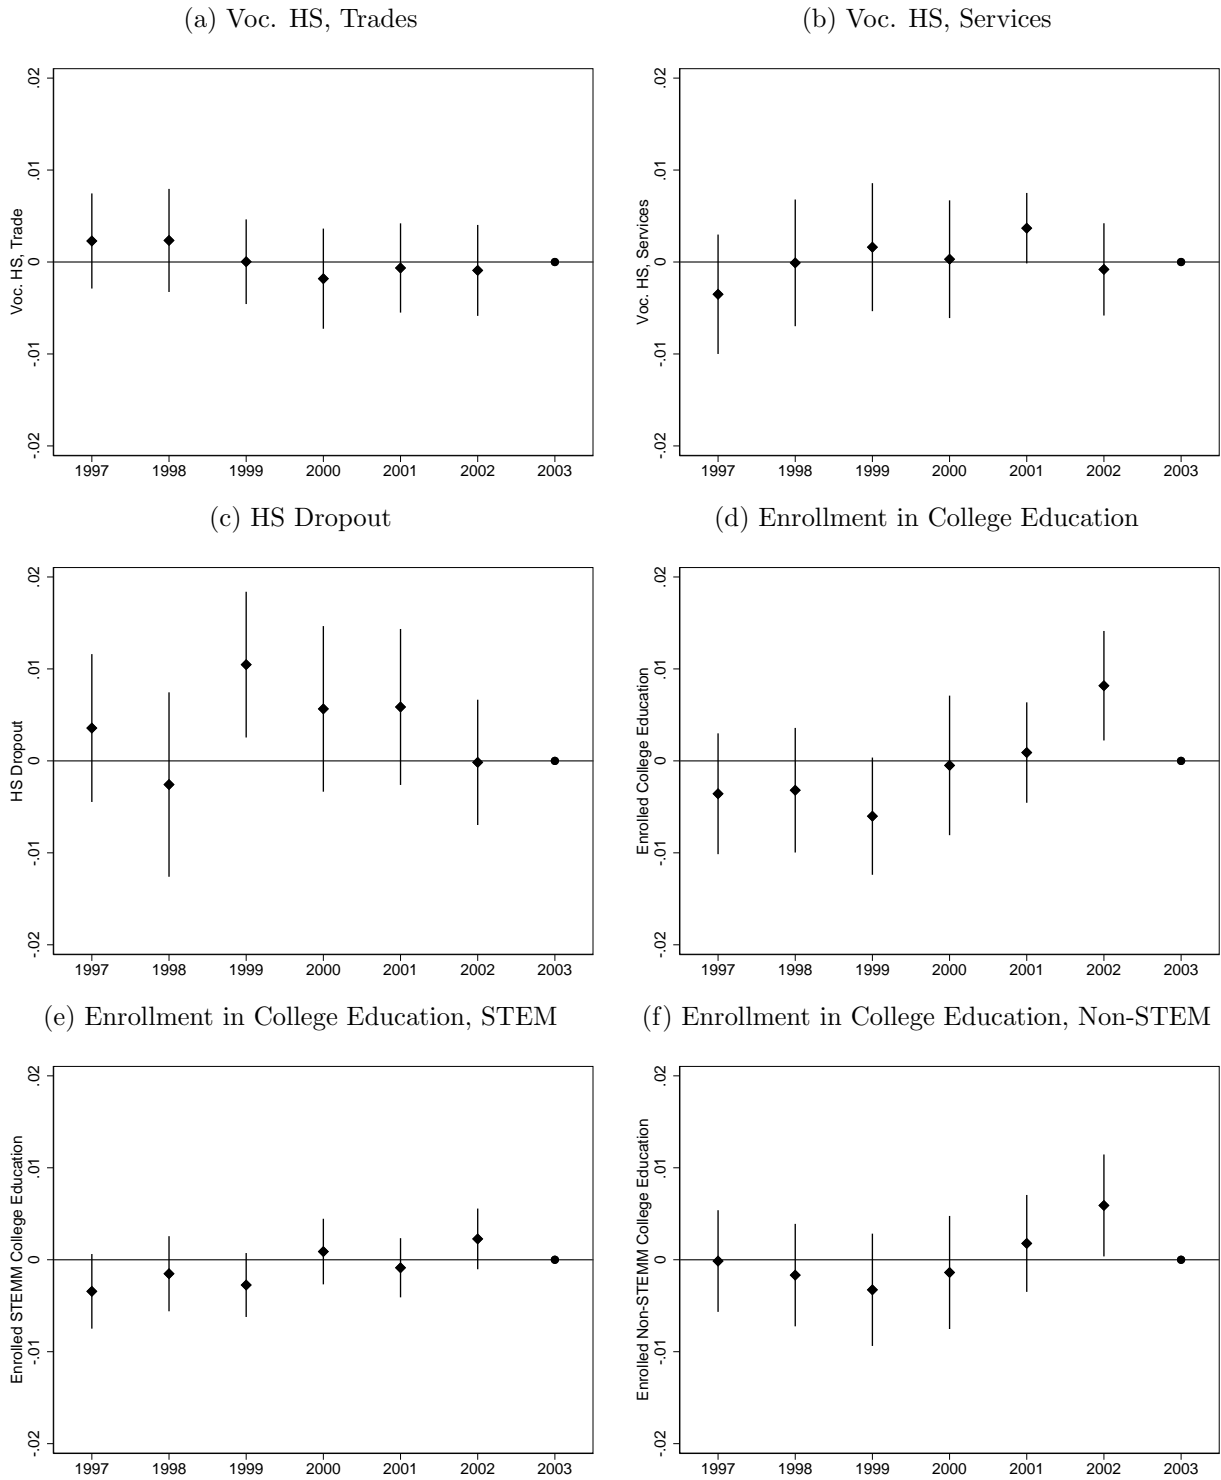 (a) Voc. HS, Trades
.02
.01
0
-.01
-.02
Voc. HS, Trade
1997 1998 1999 2000 2001 2002 2003
(b) Voc. HS, Services
.02
.01
0
-.01
-.02
Voc. HS, Services
1997 1998 1999 2000 2001 2002 2003
(c) HS Dropout
.02
.01
0
-.01
-.02
HS Dropout
1997 1998 1999 2000 2001 2002 2003
(d) Enrollment in College Education
.02
.01
0
-.01
-.02
Enrolled College Education
1997 1998 1999 2000 2001 2002 2003
(e) Enrollment in College Education, STEM
.02
.01
0
-.01
-.02
Enrolled STEMM College Education
1997 1998 1999 2000 2001 2002 2003
(f) Enrollment in College Education, Non-STEM
.02
.01
0
-.01
-.02
Enrolled Non-STEMM College Education
1997 1998 1999 2000 2001 2002 2003